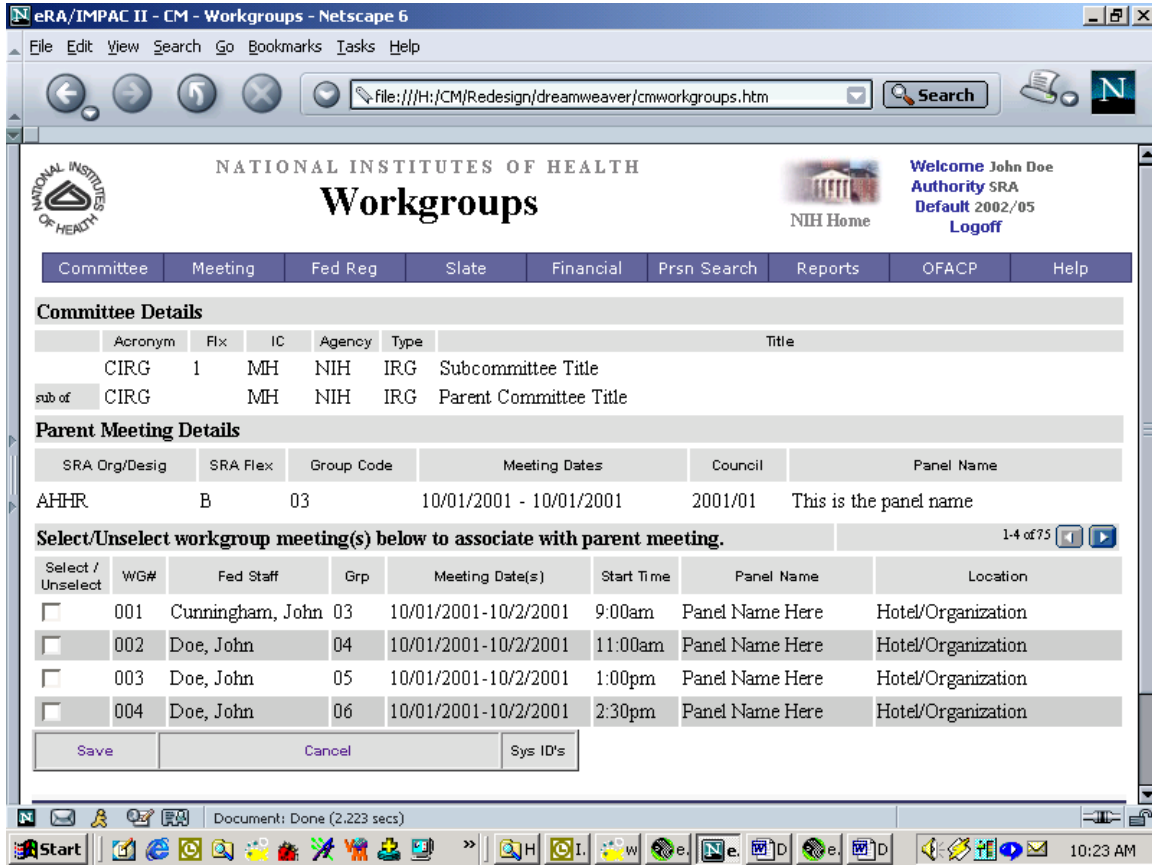 eRA/IMPAC II - CM - Workgroups - Netscape 6
File Edit View Search Go Bookmarks Tasks Help
file:///H:/CM/Redesign/dreamweaver/cmworkgroups.htm Search N
NATIONAL INSTITUTES OF HEALTH
NATIONAL INSTITUTES OF HEALTH
Workgroups
NIH Home
Welcome John Doe
Authority SRA
Default 2002/05
Logoff
Committee Meeting Fed Reg Slate Financial Prsn Search Reports OFACP Help
Committee Details
Acronym Flx IC Agency Type Title
CIRG 1 MH NIH IRG Subcommittee Title
sub of CIRG MH NIH IRG Parent Committee Title
Parent Meeting Details
SRA Org/Desig SRA Flex Group Code Meeting Dates Council Panel Name
AHHR B 03 10/01/2001 - 10/01/2001 2001/01 This is the panel name
Select/Unselect workgroup meeting(s) below to associate with parent meeting. 1-4 of 75
Select / Unselect WG# Fed Staff Grp Meeting Date(s) Start Time Panel Name Location
001 Cunningham, John 03 10/01/2001-10/2/2001 9:00am Panel Name Here Hotel/Organization
002 Doe, John 04 10/01/2001-10/2/2001 11:00am Panel Name Here Hotel/Organization
003 Doe, John 05 10/01/2001-10/2/2001 1:00pm Panel Name Here Hotel/Organization
004 Doe, John 06 10/01/2001-10/2/2001 2:30pm Panel Name Here Hotel/Organization
Save Cancel Sys ID's
Document: Done (2.223 secs)
Start » H I. w e. e. D e. D 10:23 AM